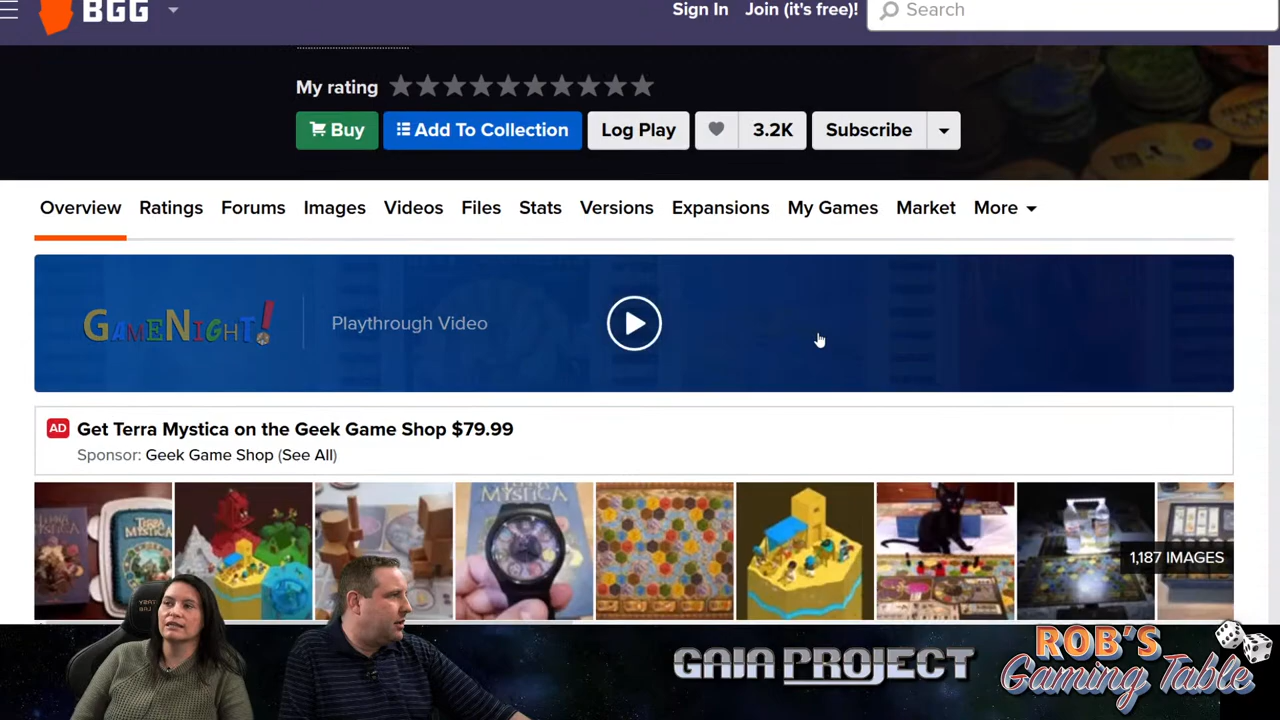 BGG
Sign In Join (it's free)! Search
My rating
Buy Add To Collection Log Play 3.2K Subscribe
Overview Ratings Forums Images Videos Files Stats Versions Expansions My Games Market More
GAMENIGHT! Playthrough Video
AD Get Terra Mystica on the Geek Game Shop $79.99
Sponsor: Geek Game Shop (See All)
TERRA MYSTICA
MYSTICA
1,187 IMAGES
GAIA PROJECT
ROB'S
Gaming Table